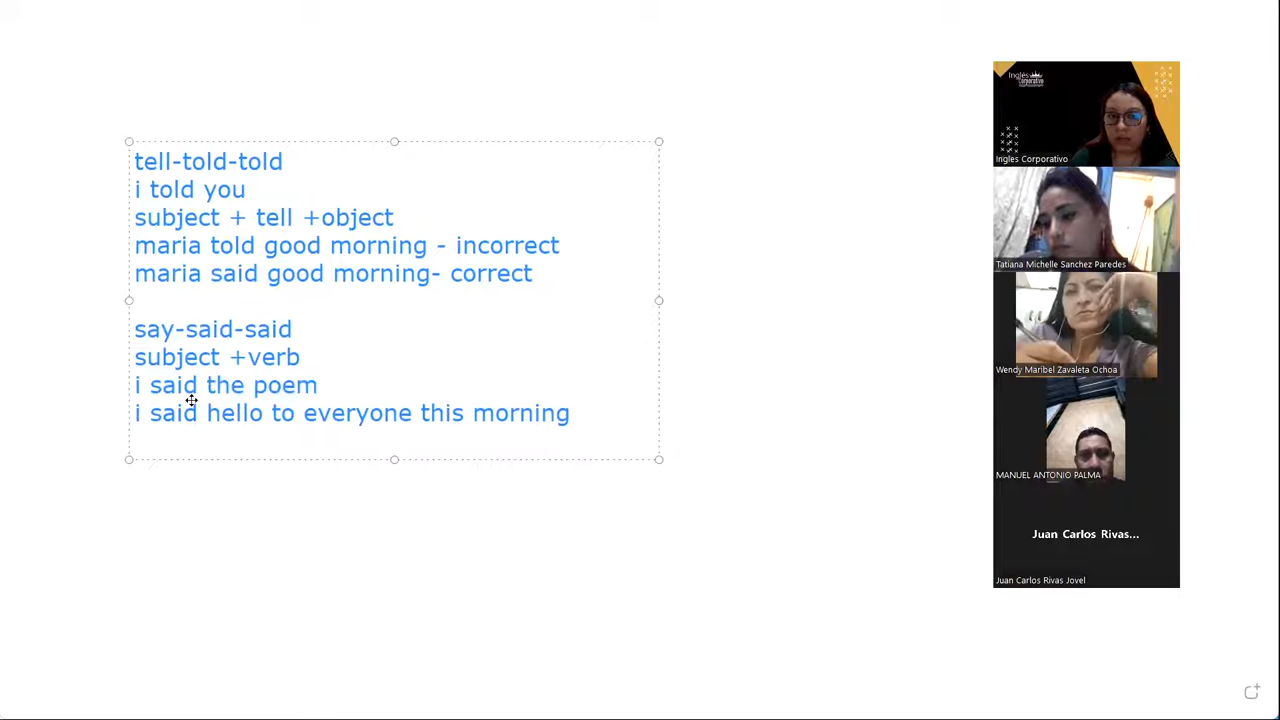 tell-told-told
i told you
subject + tell +object
maria told good morning - incorrect
maria said good morning- correct
say-said-said
subject +verb
i said the poem
i said hello to everyone this morning
Inglés
Corporativo
Ingles Corporativo
Tatiana Michelle Sanchez Paredes
Wendy Maribel Zavaleta Ochoa
MANUEL ANTONIO PALMA
Juan Carlos Rivas...
Juan Carlos Rivas Jovel